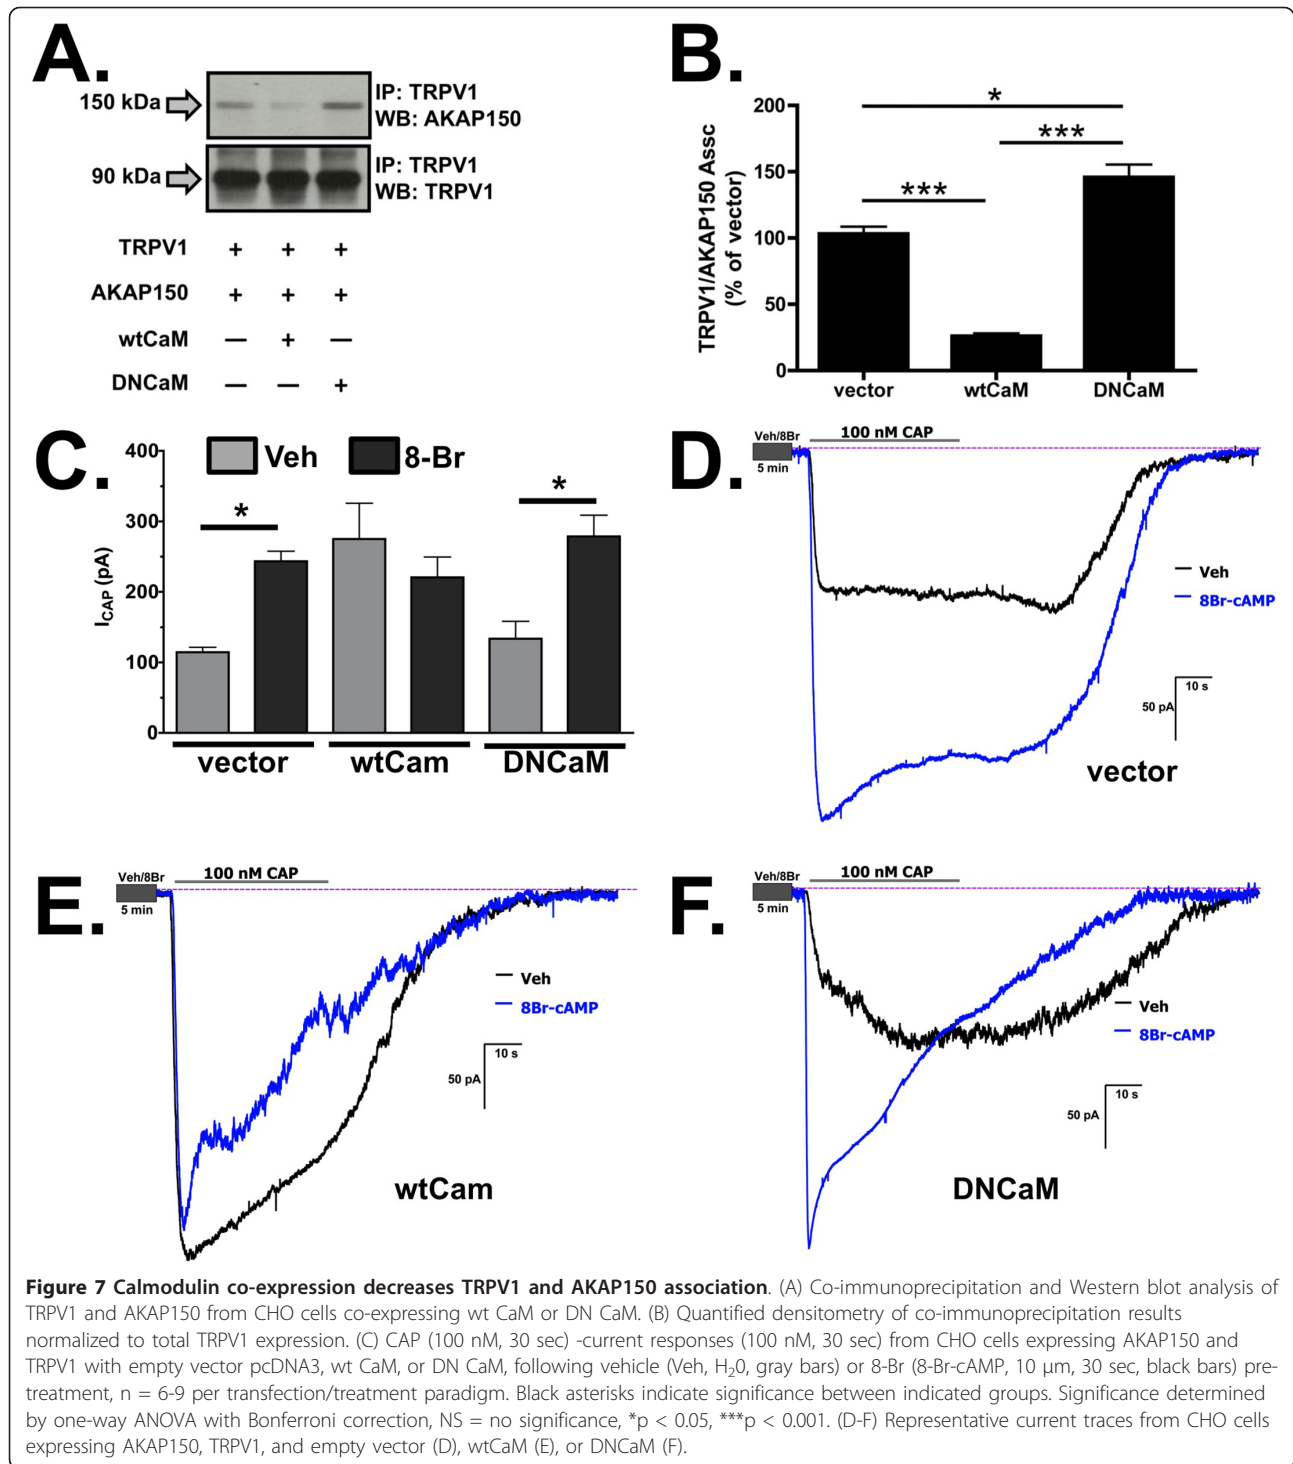 A.
150 kDa
IP: TRPV1
WB: AKAP150
90 kDa
IP: TRPV1
WB: TRPV1
TRPV1 + + +
AKAP150 + + +
wtCaM — + —
DNCaM — — +
B.
TRPV1/AKAP150 Assc
(% of vector)
200
150
100
50
0
*
***
***
vector wtCaM DNCaM
C.
Veh 8-Br
I_CAP (pA)
400
300
200
100
0
*
*
vector wtCam DNCaM
D.
Veh/8Br
5 min
100 nM CAP
Veh
8Br-cAMP
10 s
50 pA
vector
E.
Veh/8Br
5 min
100 nM CAP
Veh
8Br-cAMP
10 s
50 pA
wtCam
F.
Veh/8Br
5 min
100 nM CAP
Veh
8Br-cAMP
10 s
50 pA
DNCaM
Figure 7 Calmodulin co-expression decreases TRPV1 and AKAP150 association. (A) Co-immunoprecipitation and Western blot analysis of
TRPV1 and AKAP150 from CHO cells co-expressing wt CaM or DN CaM. (B) Quantified densitometry of co-immunoprecipitation results
normalized to total TRPV1 expression. (C) CAP (100 nM, 30 sec) -current responses (100 nM, 30 sec) from CHO cells expressing AKAP150 and
TRPV1 with empty vector pcDNA3, wt CaM, or DN CaM, following vehicle (Veh, H₂0, gray bars) or 8-Br (8-Br-cAMP, 10 μm, 30 sec, black bars) pre-
treatment, n = 6-9 per transfection/treatment paradigm. Black asterisks indicate significance between indicated groups. Significance determined
by one-way ANOVA with Bonferroni correction, NS = no significance, *p < 0.05, ***p < 0.001. (D-F) Representative current traces from CHO cells
expressing AKAP150, TRPV1, and empty vector (D), wtCaM (E), or DNCaM (F).